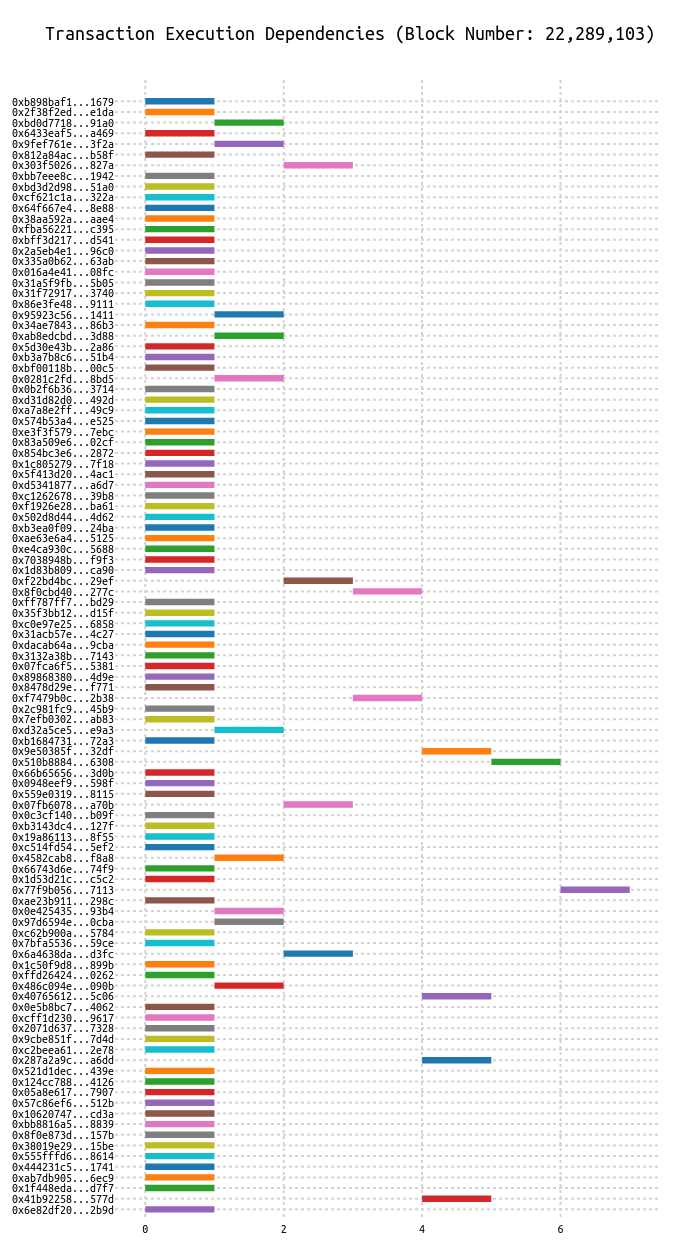 Transaction Execution Dependencies (Block Number: 22,289,103)
0xb898baf1...1679
0x2f38f2ed...e1da
0xbd0d7718...91a0
0x6433eaf5...a469
0x9fef761e...3f2a
0x812a84ac...b58f
0x303f5026...827a
0xbb7eee8c...1942
0xbd3d2d98...51a0
0xcf621c1a...322a
0x64f667e4...8e88
0x38aa592a...aae4
0xfba56221...c395
0xbff3d217...d541
0x2a5eb4e1...96c0
0x335a0b62...63ab
0x016a4e41...08fc
0x31a5f9fb...5b05
0x31f72917...3740
0x86e3fe48...9111
0x95923c56...1411
0x34ae7843...86b3
0xab8edcbd...3d88
0x5d30e43b...2a86
0xb3a7b8c6...51b4
0xbf00118b...00c5
0x0281c2fd...8bd5
0x0b2f6b36...3714
0xd31d82d0...492d
0xa7a8e2ff...49c9
0x574b53a4...e525
0xe3f3f579...7ebc
0x83a509e6...02cf
0x854bc3e6...2872
0x1c805279...7f18
0x5f413d20...4ac1
0xd5341877...a6d7
0xc1262678...39b8
0xf1926e28...ba61
0x502d8d44...4d62
0xb3ea0f09...24ba
0xae63e6a4...5125
0xe4ca930c...5688
0x7038948b...f9f3
0x1d83b809...ca90
0xf22bd4bc...29ef
0x8f0cbd40...277c
0xff787ff7...bd29
0x35f3bb12...d15f
0xc0e97e25...6858
0x31acb57e...4c27
0xdacab64a...9cba
0x3132a38b...7143
0x07fca6f5...5381
0x89868380...4d9e
0x8478d29e...f771
0xf7479b0c...2b38
0x2c981fc9...45b9
0x7efb0302...ab83
0xd32a5ce5...e9a3
0xb1684731...72a3
0x9e50385f...32df
0x510b8884...6308
0x66b65656...3d0b
0x0948eef9...598f
0x559e0319...8115
0x07fb6078...a70b
0x0c3cf140...b09f
0xb3143dc4...127f
0x19a86113...8f55
0xc514fd54...5ef2
0x4582cab8...f8a8
0x66743d6e...74f9
0x1d53d21c...c5c2
0x77f9b056...7113
0xae23b911...298c
0x0e425435...93b4
0x97d6594e...0cba
0xc62b900a...5784
0x7bfa5536...59ce
0x6a4638da...d3fc
0x1c50f9d8...899b
0xffd26424...0262
0x486c094e...090b
0x40765612...5c06
0x0e5b8bc7...4062
0xcff1d230...9617
0x2071d637...7328
0x9cbe851f...7d4d
0xc2beea61...2e78
0x287a2a9c...a6dd
0x521d1dec...439e
0x124cc788...4126
0x05a8e617...7907
0x57c86ef6...512b
0x10620747...cd3a
0xbb8816a5...8839
0x8f0e873d...157b
0x38019e29...15be
0x555fffd6...8614
0x444231c5...1741
0xab7db905...6ec9
0x1f448eda...d7f7
0x41b92258...577d
0x6e82df20...2b9d
0 2 4 6